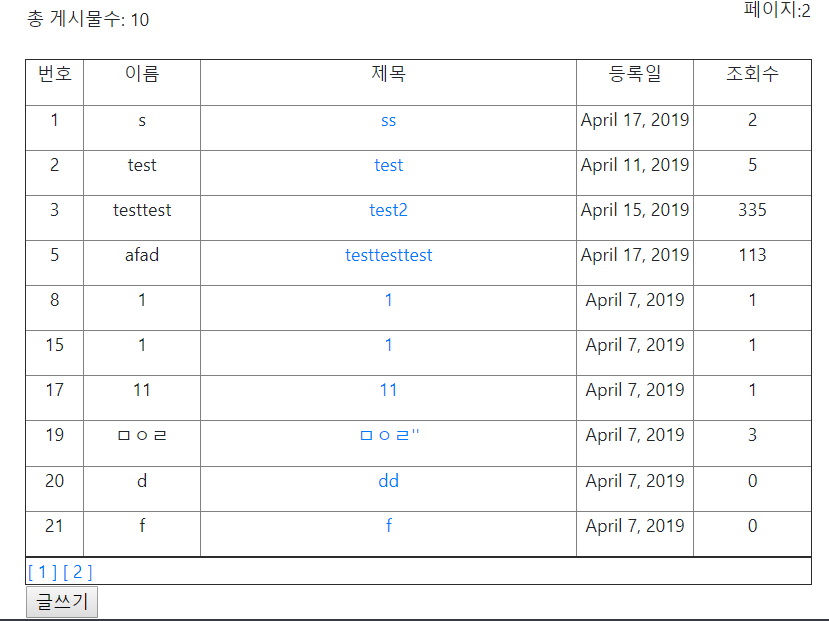 총 게시물수: 10
페이지:2
번호 이름 제목 등록일 조회수
1 s ss April 17, 2019 2
2 test test April 11, 2019 5
3 testtest test2 April 15, 2019 335
5 afad testtesttest April 17, 2019 113
8 1 1 April 7, 2019 1
15 1 1 April 7, 2019 1
17 11 11 April 7, 2019 1
19 ㅁㅇㄹ ㅁㅇㄹ" April 7, 2019 3
20 d dd April 7, 2019 0
21 f f April 7, 2019 0
[ 1 ] [ 2 ]
글쓰기